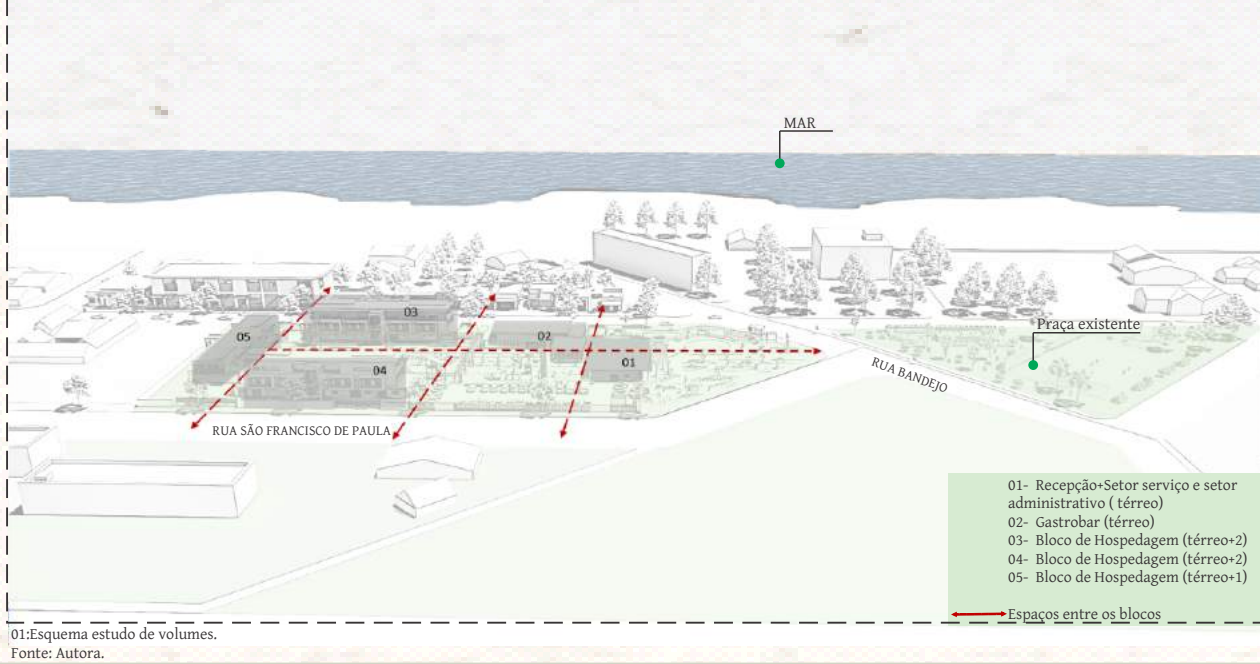 MAR
Praça existente
03
05
02
01
04
RUA BANDEJO
RUA SÃO FRANCISCO DE PAULA
01- Recepção+Setor serviço e setor
administrativo ( térreo)
02- Gastrobar (térreo)
03- Bloco de Hospedagem (térreo+2)
04- Bloco de Hospedagem (térreo+2)
05- Bloco de Hospedagem (térreo+1)
Espaços entre os blocos
01:Esquema estudo de volumes.
Fonte: Autora.